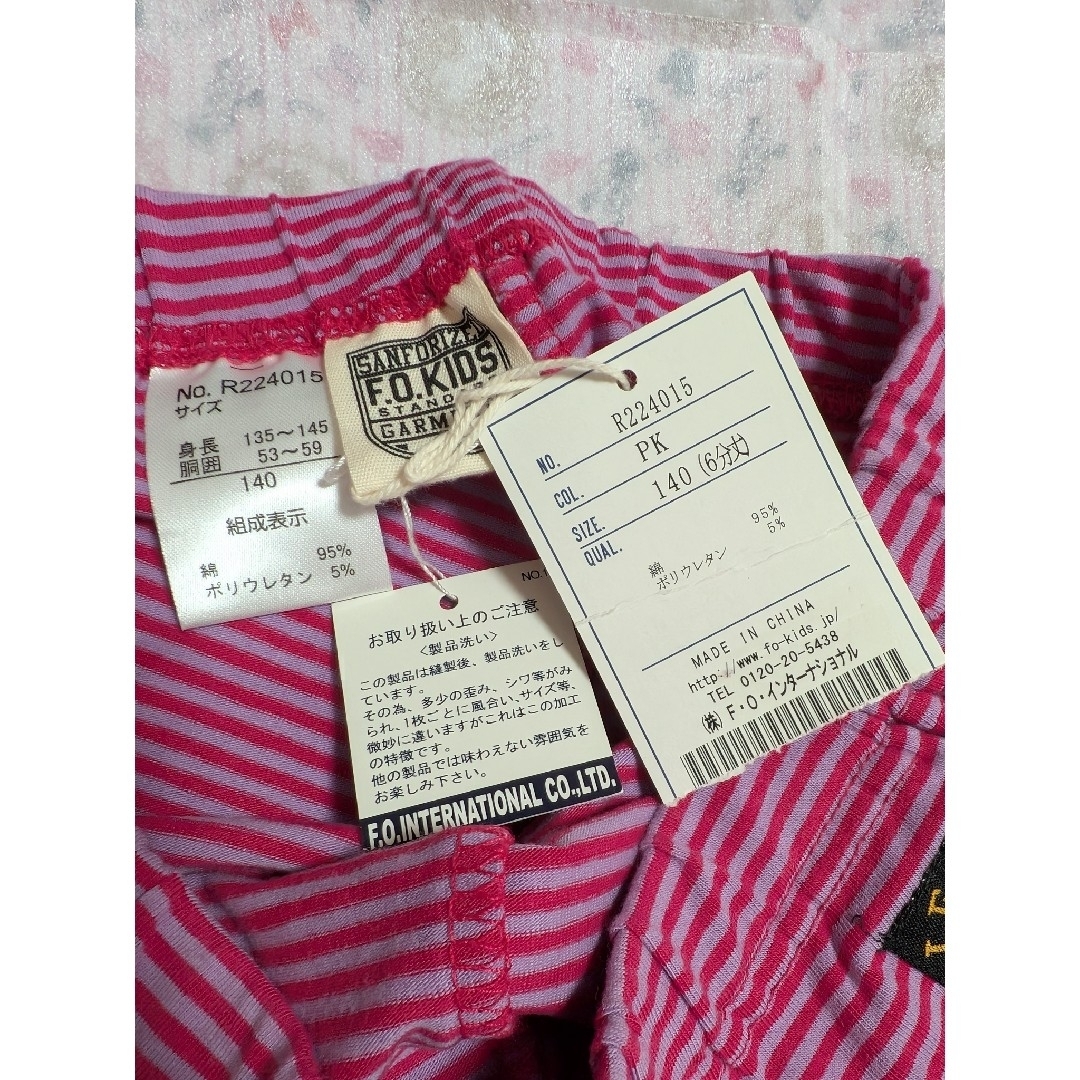 No. R224015
サイズ
身長 135～145
胴囲 53～59
140
組成表示
綿 95%
ポリウレタン 5%
SANFORIZED
F.O.KIDS
NO.
お取り扱い上のご注意
〈製品洗い〉
この製品は縫製後、製品洗いをし
ています。
その為、多少の歪み、シワ等がみ
られ、1枚ごとに風合い、サイズ等、
微妙に違いますがこれはこの加工
の特徴です。
他の製品では味わえない雰囲気を
お楽しみ下さい。
F.O.INTERNATIONAL CO.,LTD.
NO. R224015
COL. PK
SIZE. 140 (6分丈)
QUAL.
綿 95%
ポリウレタン 5%
MADE IN CHINA
http://www.fo-kids.jp/
TEL 0120-20-5438
㈱ F・O・インターナショナル